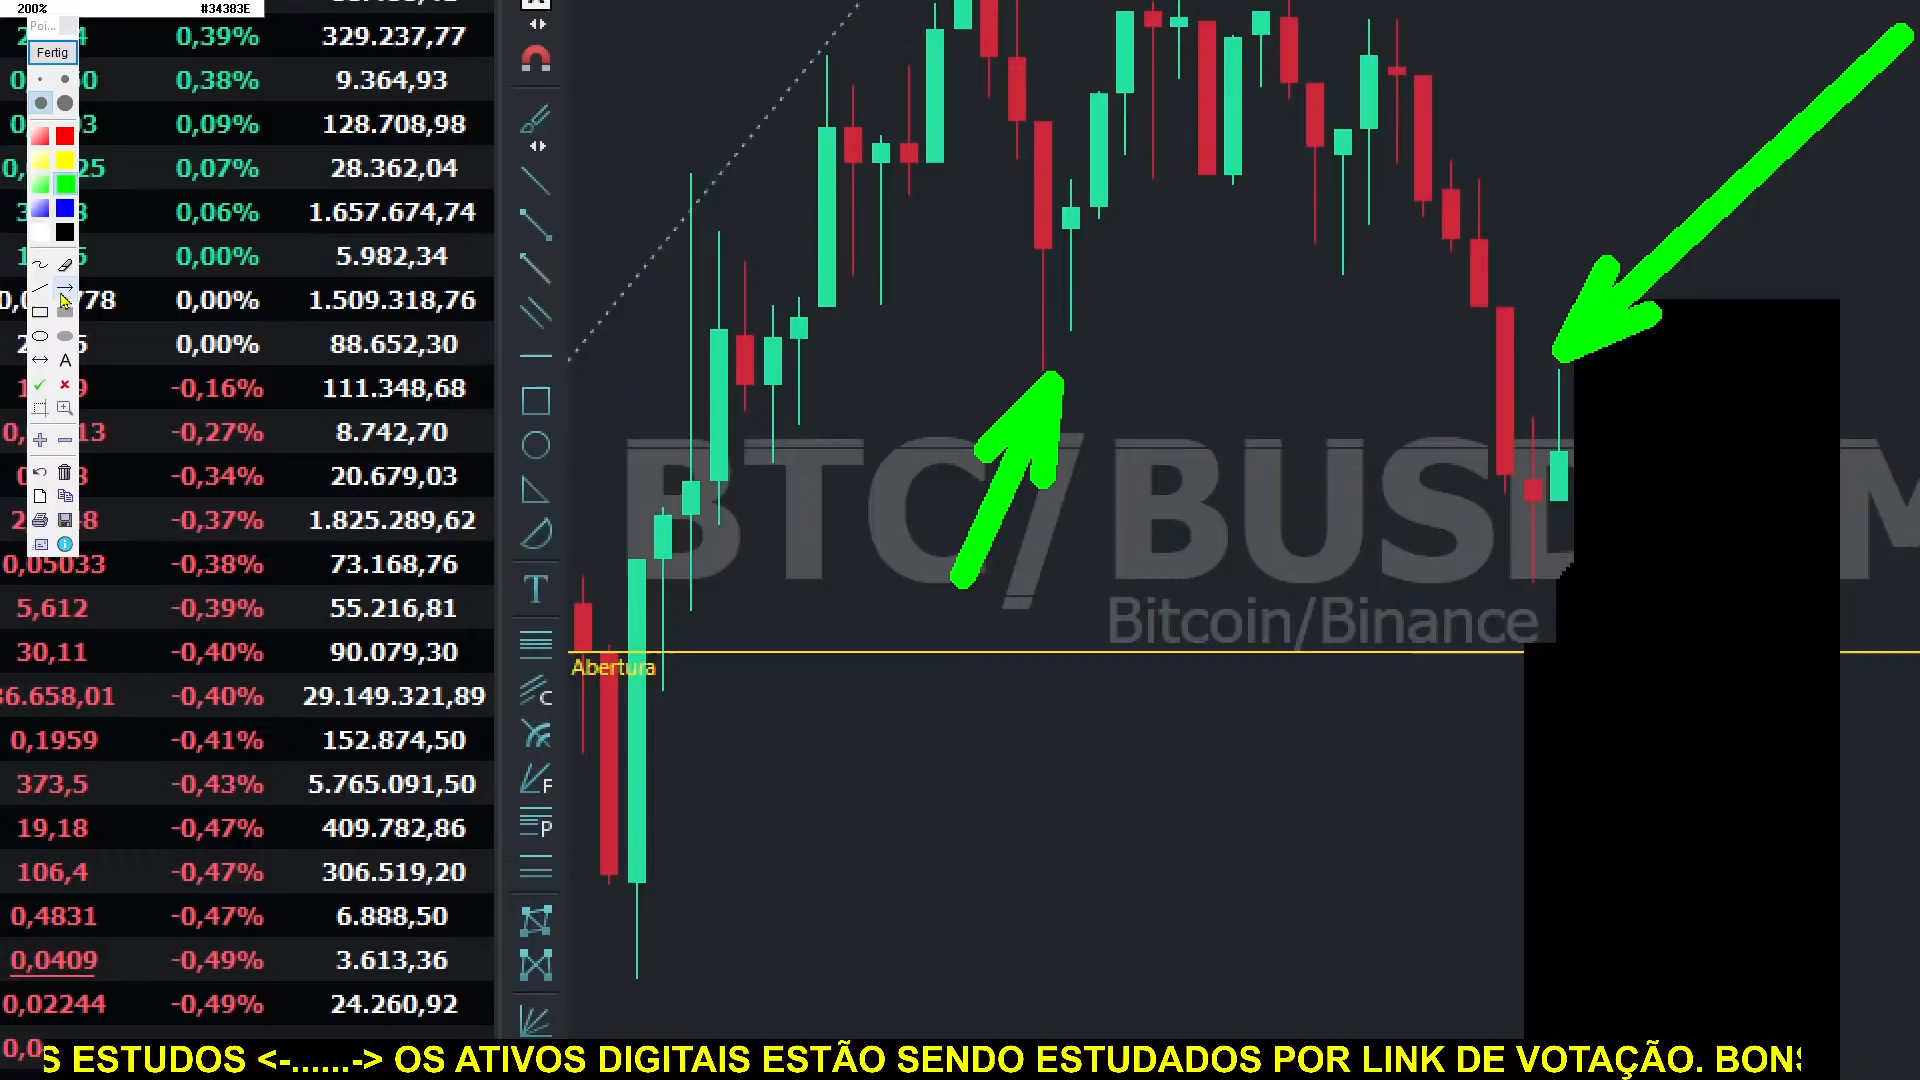 200% #34383E
Poi...
Fertig
0,39% 329.237,77
0,38% 9.364,93
0,09% 128.708,98
0,07% 28.362,04
0,06% 1.657.674,74
0,00% 5.982,34
0,00% 1.509.318,76
0,00% 88.652,30
-0,16% 111.348,68
-0,27% 8.742,70
-0,34% 20.679,03
-0,37% 1.825.289,62
0,05033 -0,38% 73.168,76
5,612 -0,39% 55.216,81
30,11 -0,40% 90.079,30
36.658,01 -0,40% 29.149.321,89
0,1959 -0,41% 152.874,50
373,5 -0,43% 5.765.091,50
19,18 -0,47% 409.782,86
106,4 -0,47% 306.519,20
0,4831 -0,47% 6.888,50
0,0409 -0,49% 3.613,36
0,02244 -0,49% 24.260,92
0,0
A
T
C
F
P
BTC/BUSD
Bitcoin/Binance
Abertura
S ESTUDOS <-......-> OS ATIVOS DIGITAIS ESTÃO SENDO ESTUDADOS POR LINK DE VOTAÇÃO. BONS